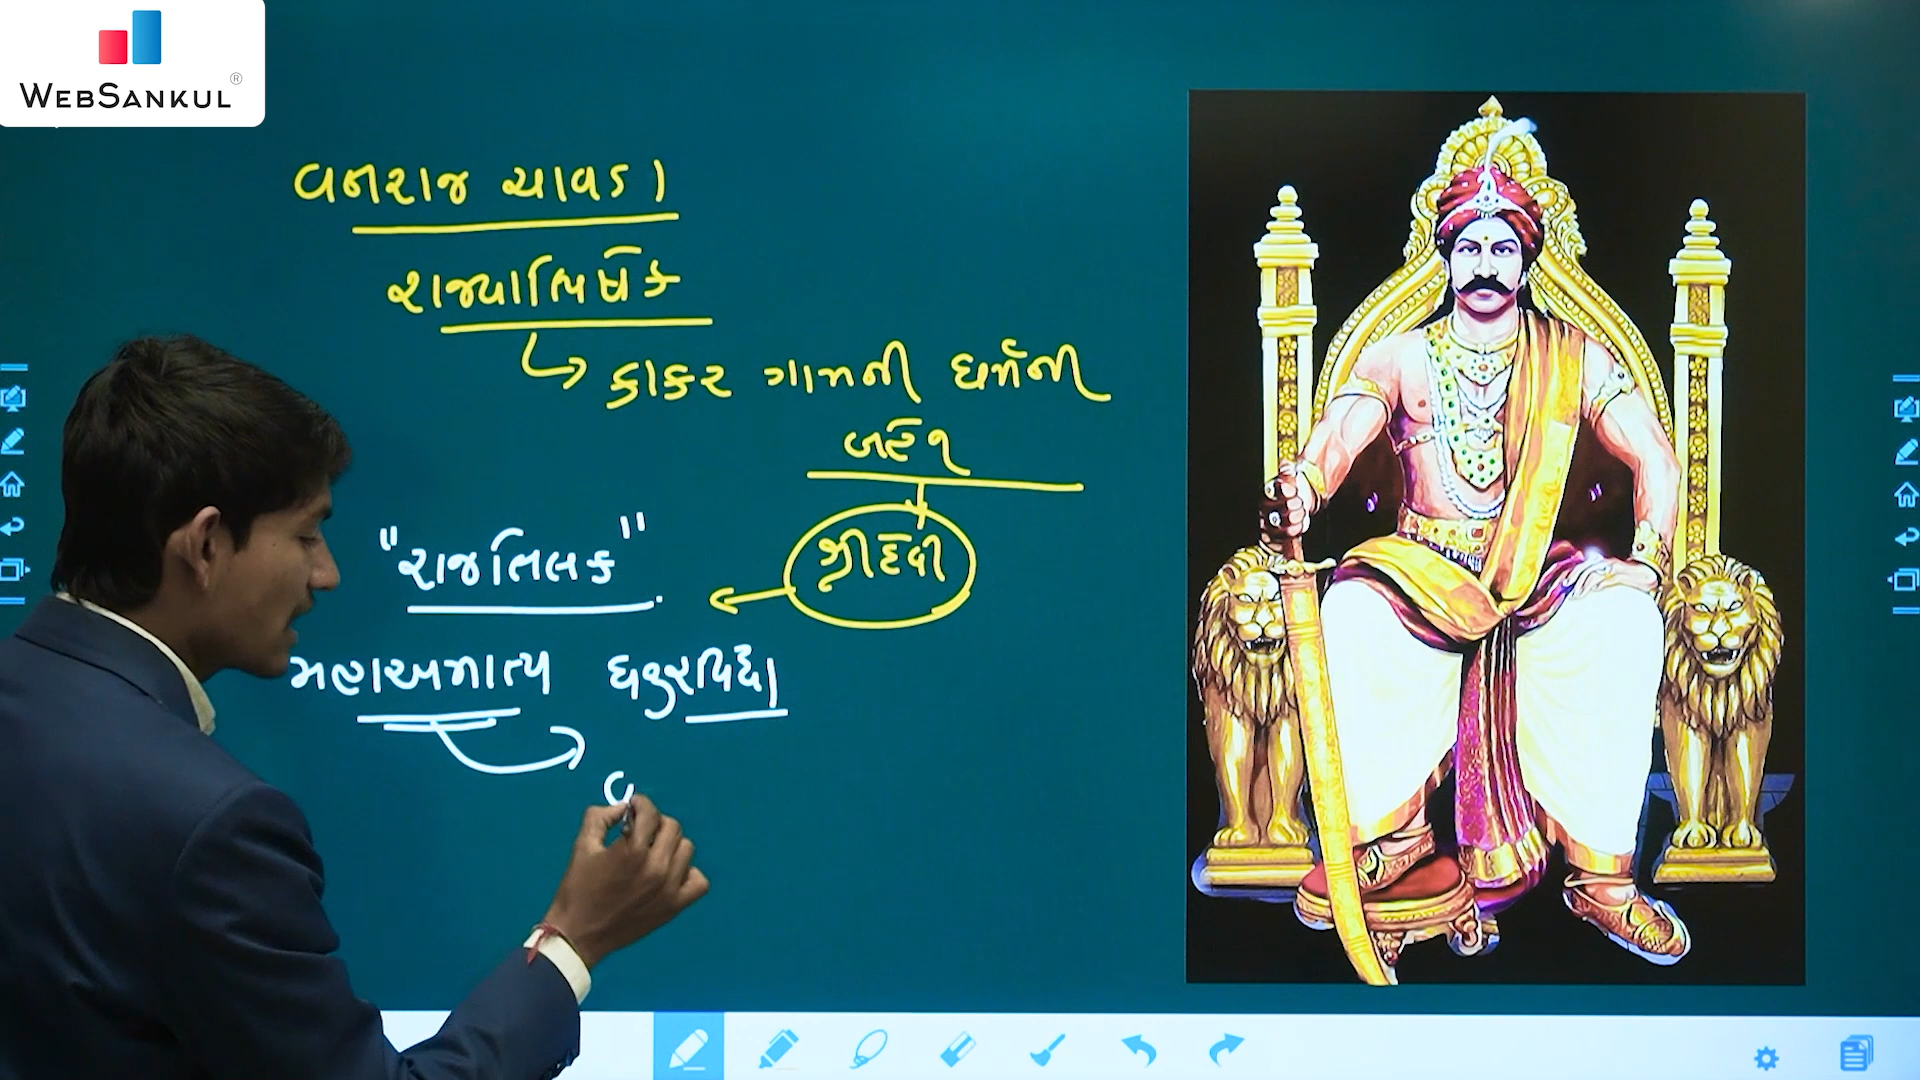 WEBSANKUL®
વનરાજ ચાવડા
રાજ્યાભિષેક
કાકર ગામની ધર્મની
બહેન
શ્રીદેવી
"રાજતિલક"
મહાઅમાત્ય